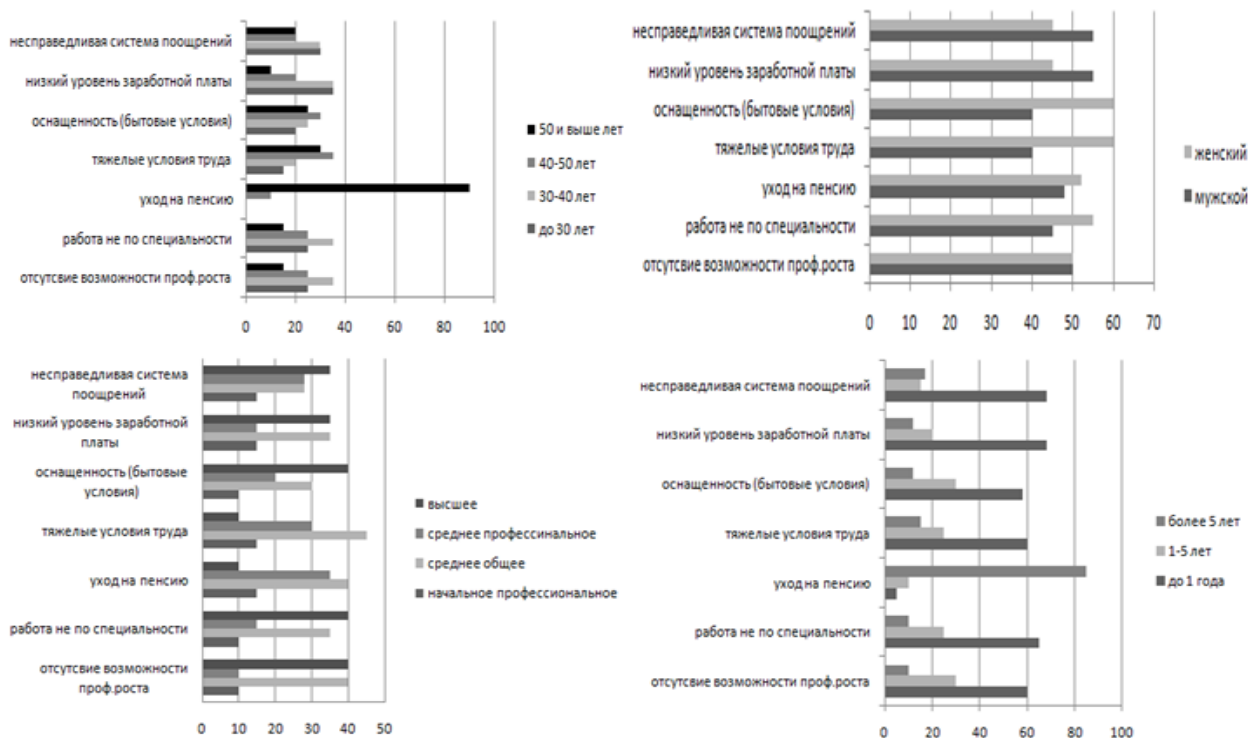 несправедливая система поощрений
низкий уровень заработной платы
оснащенность (бытовые условия)
тяжелые условия труда
уход на пенсию
работа не по специальности
отсутсвие возможности проф.роста
0 20 40 60 80 100
50 и выше лет
40-50 лет
30-40 лет
до 30 лет
несправедливая система поощрений
низкий уровень заработной платы
оснащенность (бытовые условия)
тяжелые условия труда
уход на пенсию
работа не по специальности
отсутсвие возможности проф.роста
0 10 20 30 40 50 60 70
женский
мужской
несправедливая система
поощрений
низкий уровень заработной
платы
оснащенность (бытовые
условия)
тяжелые условия труда
уход на пенсию
работа не по специальности
отсутсвие возможности
проф.роста
0 10 20 30 40 50
высшее
среднее профессинальное
среднее общее
начальное профессиональное
несправедливая система поощрений
низкий уровень заработной платы
оснащенность (бытовые условия)
тяжелые условия труда
уход на пенсию
работа не по специальности
отсутсвие возможности проф.роста
0 20 40 60 80 100
более 5 лет
1-5 лет
до 1 года